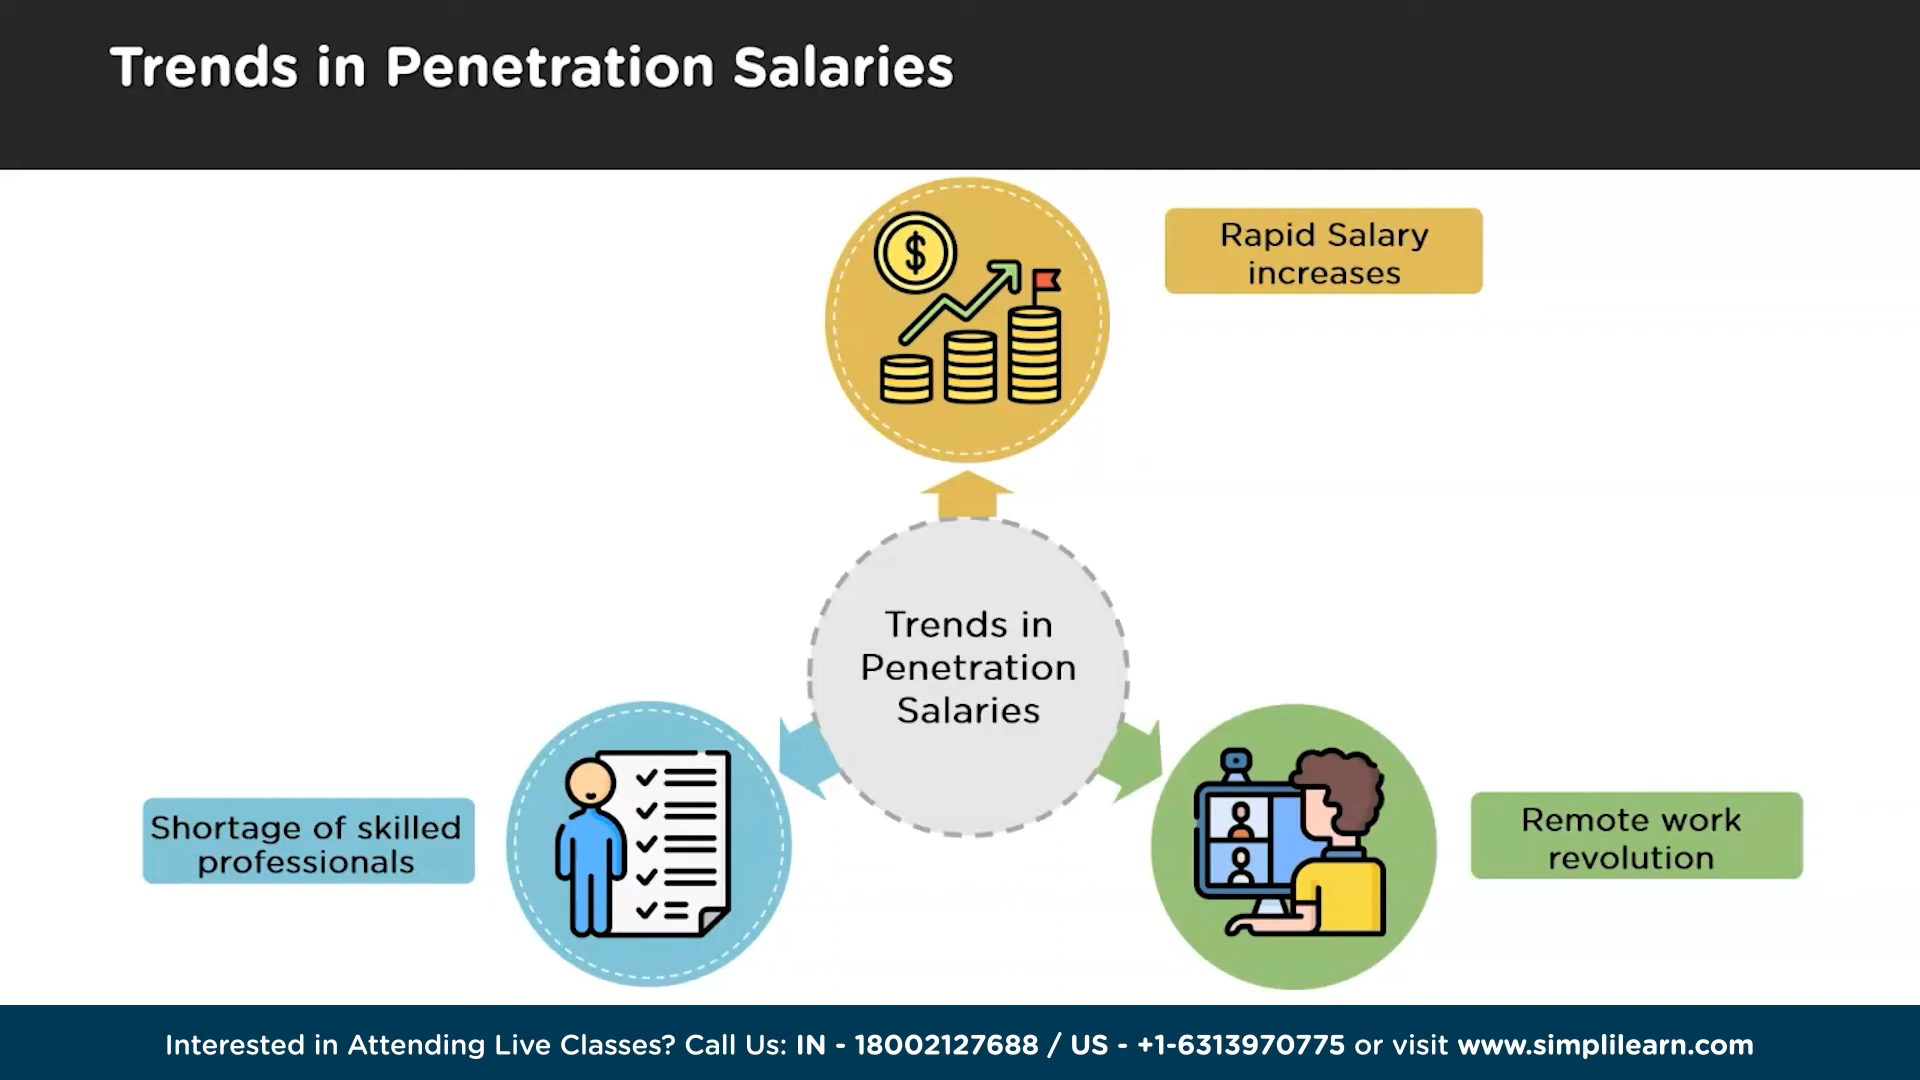 Trends in Penetration Salaries
$
Rapid Salary
increases
Trends in
Penetration
Salaries
Shortage of skilled
professionals
Remote work
revolution
Interested in Attending Live Classes? Call Us: IN - 18002127688 / US - +1-6313970775 or visit www.simplilearn.com